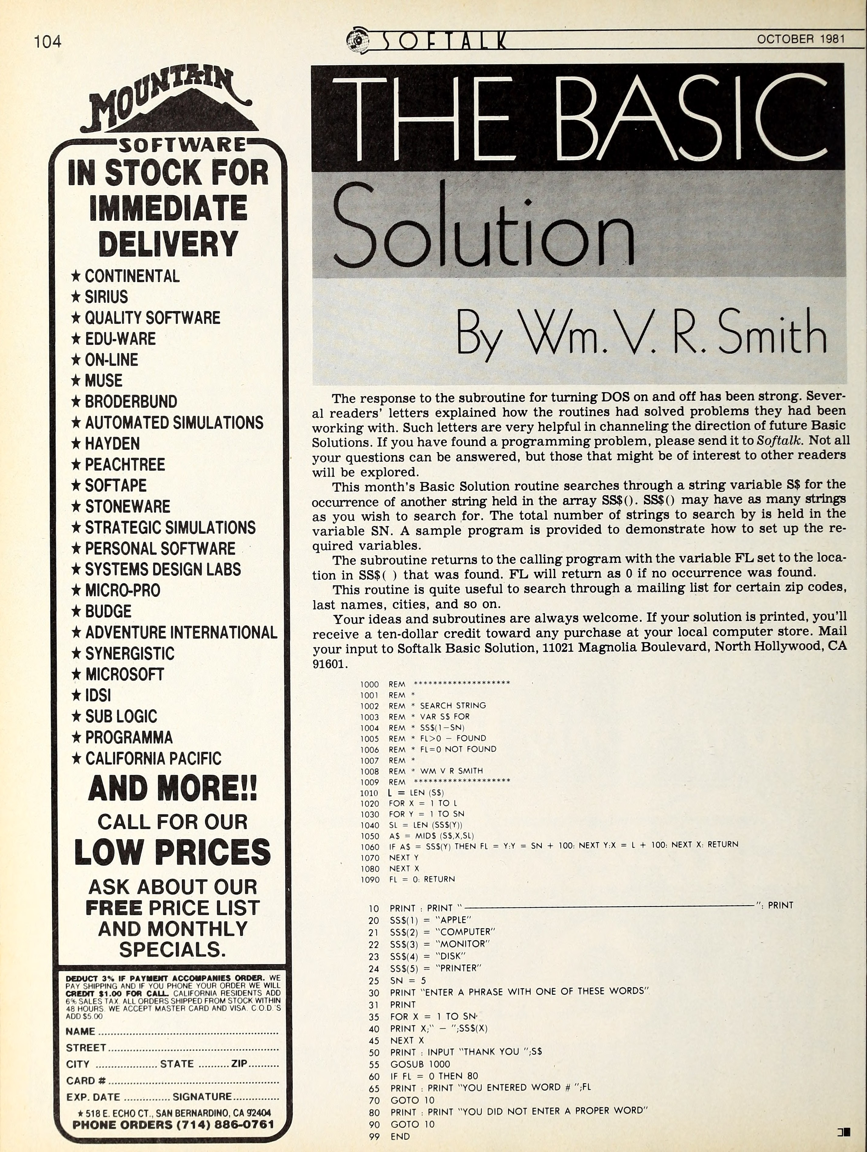 104
SOFTALK
OCTOBER 1981
MOUNTAIN
SOFTWARE
IN STOCK FOR
IMMEDIATE
DELIVERY
★ CONTINENTAL
★ SIRIUS
★ QUALITY SOFTWARE
★ EDU-WARE
★ ON-LINE
★ MUSE
★ BRODERBUND
★ AUTOMATED SIMULATIONS
★ HAYDEN
★ PEACHTREE
★ SOFTAPE
★ STONEWARE
★ STRATEGIC SIMULATIONS
★ PERSONAL SOFTWARE
★ SYSTEMS DESIGN LABS
★ MICRO-PRO
★ BUDGE
★ ADVENTURE INTERNATIONAL
★ SYNERGISTIC
★ MICROSOFT
★ IDSI
★ SUB LOGIC
★ PROGRAMMA
★ CALIFORNIA PACIFIC
AND MORE!!
CALL FOR OUR
LOW PRICES
ASK ABOUT OUR
FREE PRICE LIST
AND MONTHLY
SPECIALS.
DEDUCT 3% IF PAYMENT ACCOMPANIES ORDER. WE
PAY SHIPPING AND IF YOU PHONE YOUR ORDER WE WILL
CREDIT $1.00 FOR CALL. CALIFORNIA RESIDENTS ADD
6% SALES TAX. ALL ORDERS SHIPPED FROM STOCK WITHIN
48 HOURS. WE ACCEPT MASTER CARD AND VISA. C.O.D.'S
ADD $5.00
NAME
STREET
CITY STATE ZIP
CARD #
EXP. DATE SIGNATURE
★ 518 E. ECHO CT., SAN BERNARDINO, CA 92404
PHONE ORDERS (714) 886-0761
THE BASIC
Solution
By Wm. V. R. Smith
The response to the subroutine for turning DOS on and off has been strong. Sever-
al readers' letters explained how the routines had solved problems they had been
working with. Such letters are very helpful in channeling the direction of future Basic
Solutions. If you have found a programming problem, please send it to Softalk. Not all
your questions can be answered, but those that might be of interest to other readers
will be explored.
This month's Basic Solution routine searches through a string variable S$ for the
occurrence of another string held in the array SS$(). SS$() may have as many strings
as you wish to search for. The total number of strings to search by is held in the
variable SN. A sample program is provided to demonstrate how to set up the re-
quired variables.
The subroutine returns to the calling program with the variable FL set to the loca-
tion in SS$( ) that was found. FL will return as 0 if no occurrence was found.
This routine is quite useful to search through a mailing list for certain zip codes,
last names, cities, and so on.
Your ideas and subroutines are always welcome. If your solution is printed, you'll
receive a ten-dollar credit toward any purchase at your local computer store. Mail
your input to Softalk Basic Solution, 11021 Magnolia Boulevard, North Hollywood, CA
91601.
1000 REM ********************
1001 REM *
1002 REM * SEARCH STRING
1003 REM * VAR S$ FOR
1004 REM * SS$(1-SN)
1005 REM * FL>0 - FOUND
1006 REM * FL=0 NOT FOUND
1007 REM *
1008 REM * WM V R SMITH
1009 REM ********************
1010 L = LEN (S$)
1020 FOR X = 1 TO L
1030 FOR Y = 1 TO SN
1040 SL = LEN (SS$(Y))
1050 A$ = MID$ (S$,X,SL)
1060 IF A$ = SS$(Y) THEN FL = Y:Y = SN + 100: NEXT Y:X = L + 100: NEXT X: RETURN
1070 NEXT Y
1080 NEXT X
1090 FL = 0: RETURN
10 PRINT : PRINT " ———————————————————— ": PRINT
20 SS$(1) = "APPLE"
21 SS$(2) = "COMPUTER"
22 SS$(3) = "MONITOR"
23 SS$(4) = "DISK"
24 SS$(5) = "PRINTER"
25 SN = 5
30 PRINT "ENTER A PHRASE WITH ONE OF THESE WORDS"
31 PRINT
35 FOR X = 1 TO SN
40 PRINT X;" - ";SS$(X)
45 NEXT X
50 PRINT : INPUT "THANK YOU ";S$
55 GOSUB 1000
60 IF FL = 0 THEN 80
65 PRINT : PRINT "YOU ENTERED WORD # ";FL
70 GOTO 10
80 PRINT : PRINT "YOU DID NOT ENTER A PROPER WORD"
90 GOTO 10
99 END